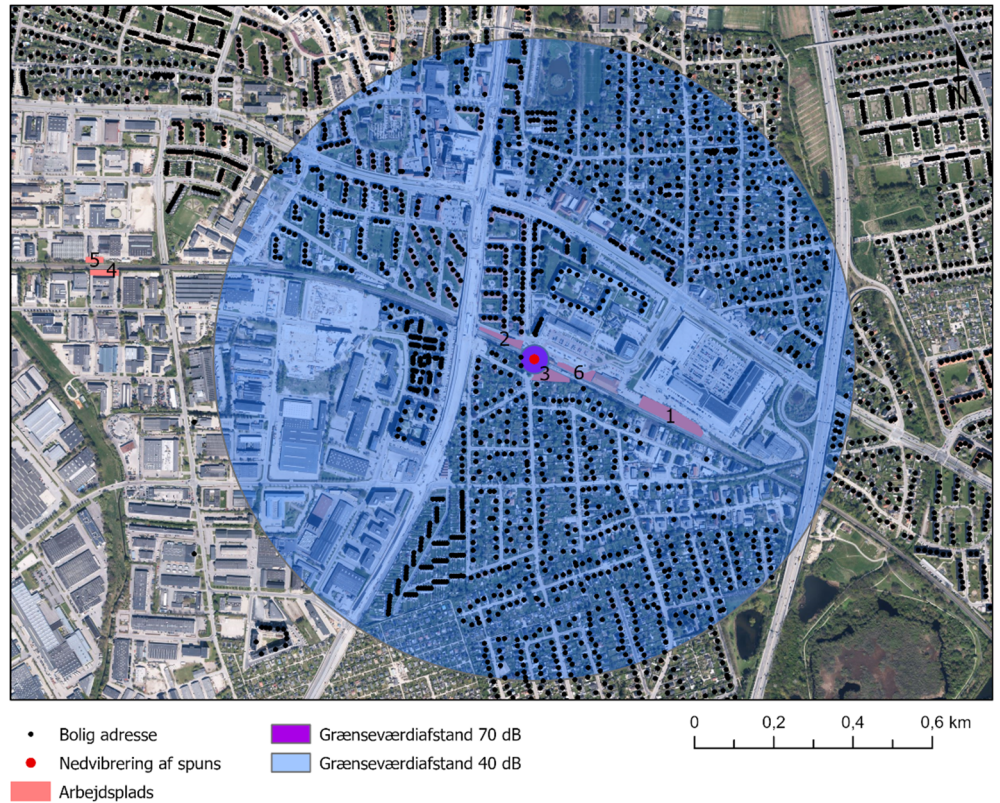 N
5
4
2
3
6
1
Bolig adresse
Nedvibrering af spuns
Arbejdsplads
Grænseværdiafstand 70 dB
Grænseværdiafstand 40 dB
0 0,2 0,4 0,6 km